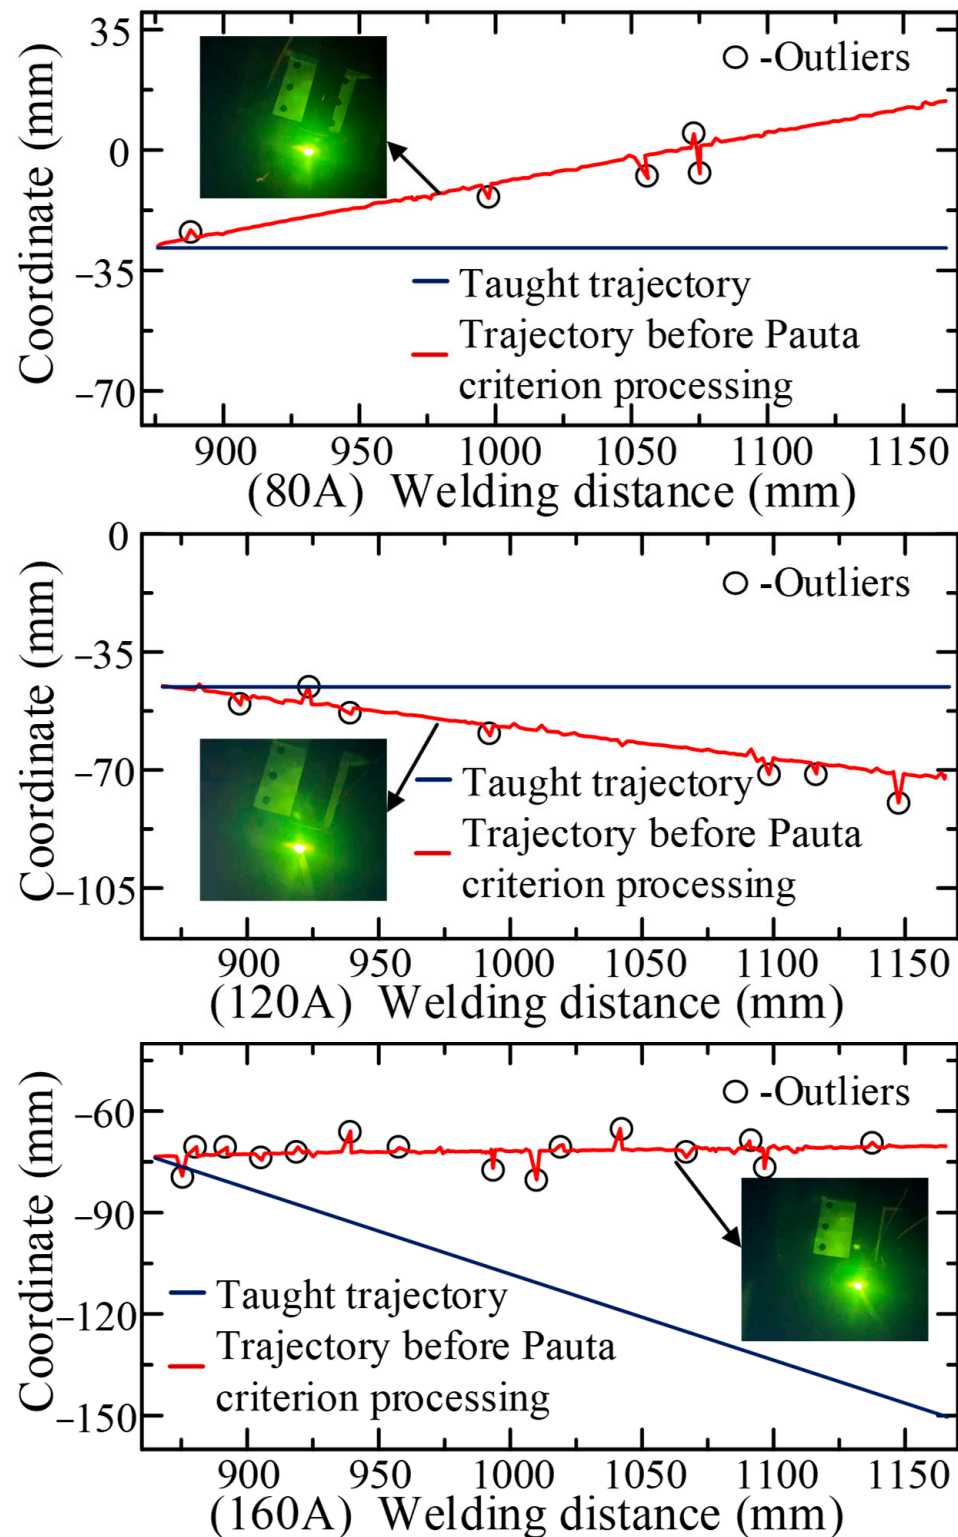 Coordinate (mm)
35
0
−35
−70
-Outliers
Taught trajectory
Trajectory before Pauta
criterion processing
900 950 1000 1050 1100 1150
(80A) Welding distance (mm)
Coordinate (mm)
0
−35
−70
−105
-Outliers
Taught trajectory
Trajectory before Pauta
criterion processing
900 950 1000 1050 1100 1150
(120A) Welding distance (mm)
Coordinate (mm)
−60
−90
−120
−150
-Outliers
Taught trajectory
Trajectory before Pauta
criterion processing
900 950 1000 1050 1100 1150
(160A) Welding distance (mm)